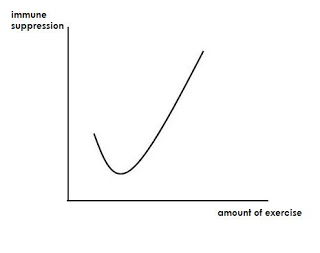 immune
suppression
amount of exercise